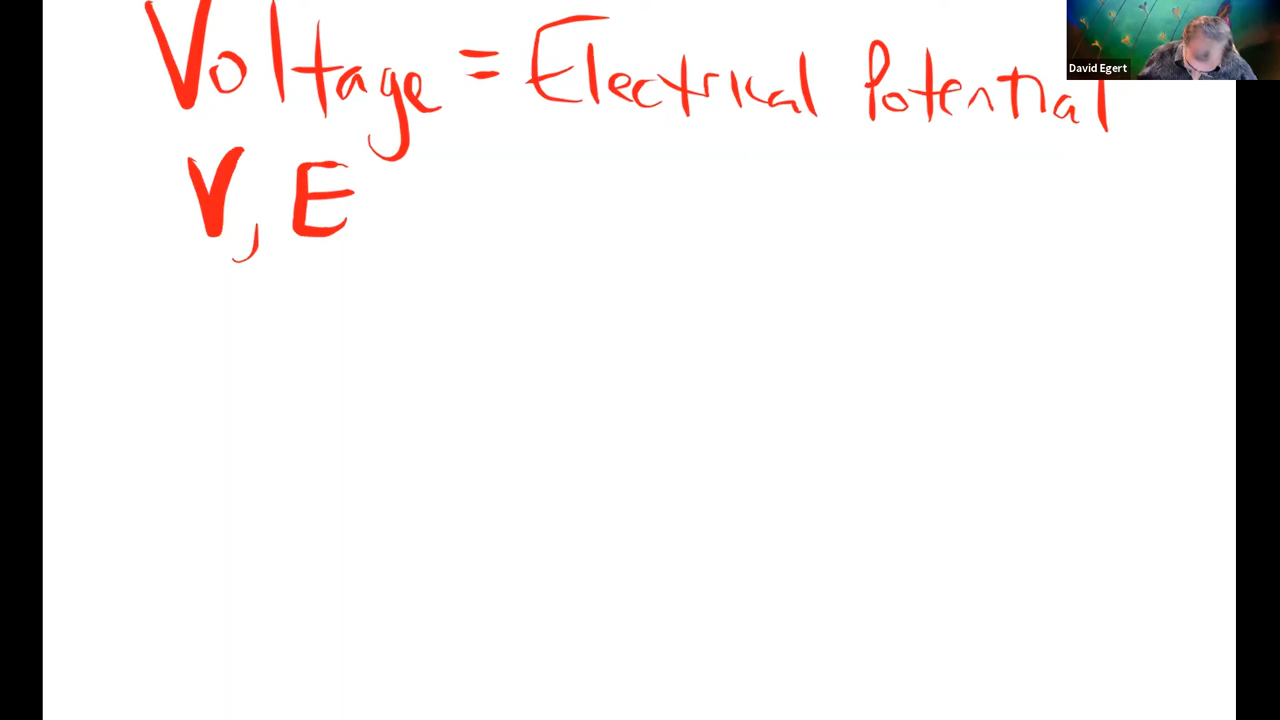 Voltage = Electrical Potential
David Egert
V, E